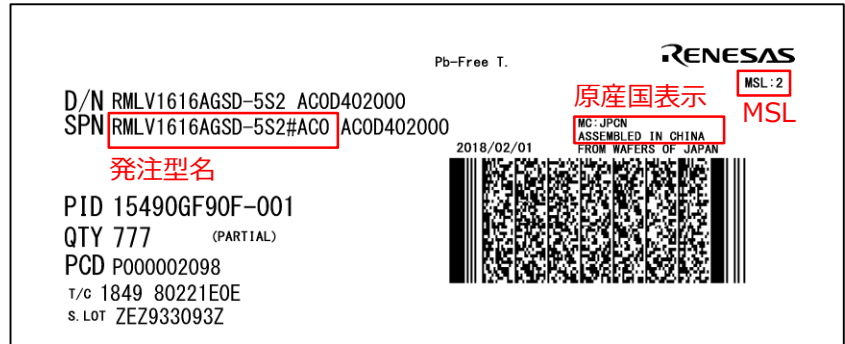 RENESAS
Pb-Free T.
MSL:2
MSL
D/N RMLV1616AGSD-5S2 AC0D402000
原産国表示
SPN RMLV1616AGSD-5S2#AC0 AC0D402000
MC:JPCN
ASSEMBLED IN CHINA
2018/02/01 FROM WAFERS OF JAPAN
発注型名
PID 15490GF90F-001
QTY 777 (PARTIAL)
PCD P000002098
T/C 1849 80221E0E
S.LOT ZEZ933093Z